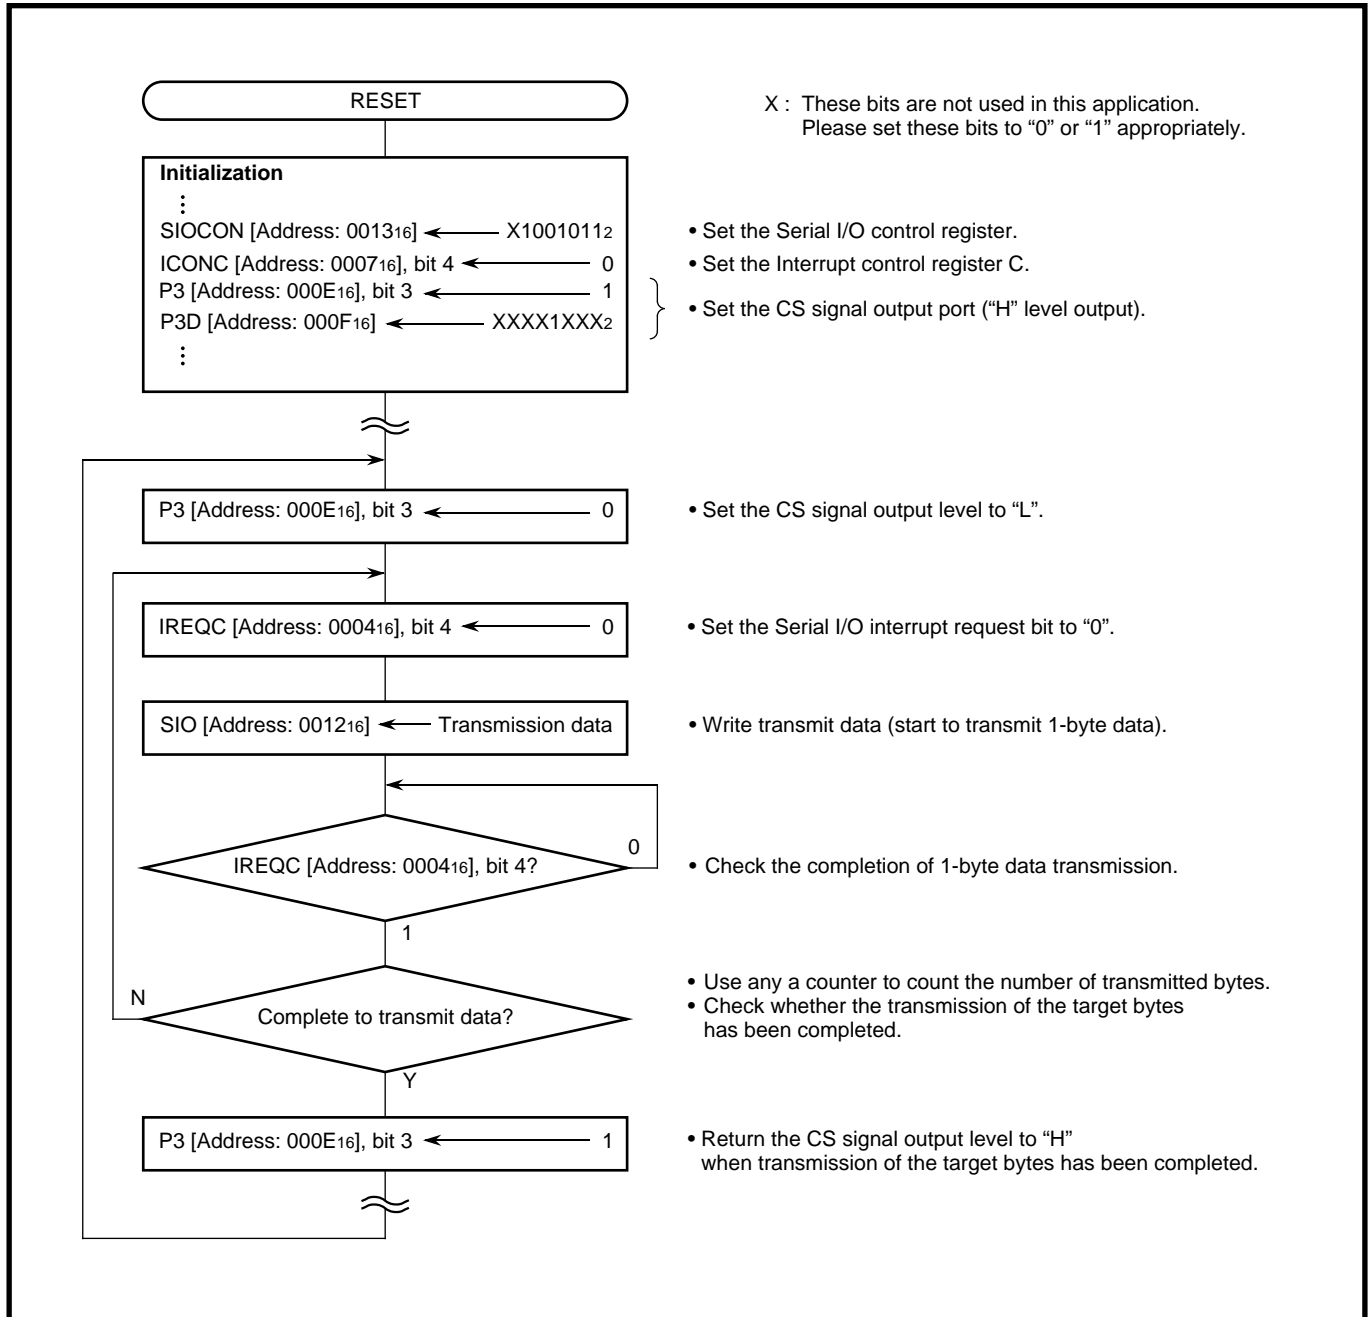 RESET
X : These bits are not used in this application.
Please set these bits to “0” or “1” appropriately.
Initialization
⋮
SIOCON [Address: 001316] ← X10010112
• Set the Serial I/O control register.
ICONC [Address: 000716], bit 4 ← 0
• Set the Interrupt control register C.
P3 [Address: 000E16], bit 3 ← 1
P3D [Address: 000F16] ← XXXX1XXX2
• Set the CS signal output port (“H” level output).
⋮
P3 [Address: 000E16], bit 3 ← 0
• Set the CS signal output level to “L”.
IREQC [Address: 000416], bit 4 ← 0
• Set the Serial I/O interrupt request bit to “0”.
SIO [Address: 001216] ← Transmission data
• Write transmit data (start to transmit 1-byte data).
IREQC [Address: 000416], bit 4?
0
• Check the completion of 1-byte data transmission.
1
• Use any a counter to count the number of transmitted bytes.
• Check whether the transmission of the target bytes
has been completed.
N
Complete to transmit data?
Y
P3 [Address: 000E16], bit 3 ← 1
• Return the CS signal output level to “H”
when transmission of the target bytes has been completed.